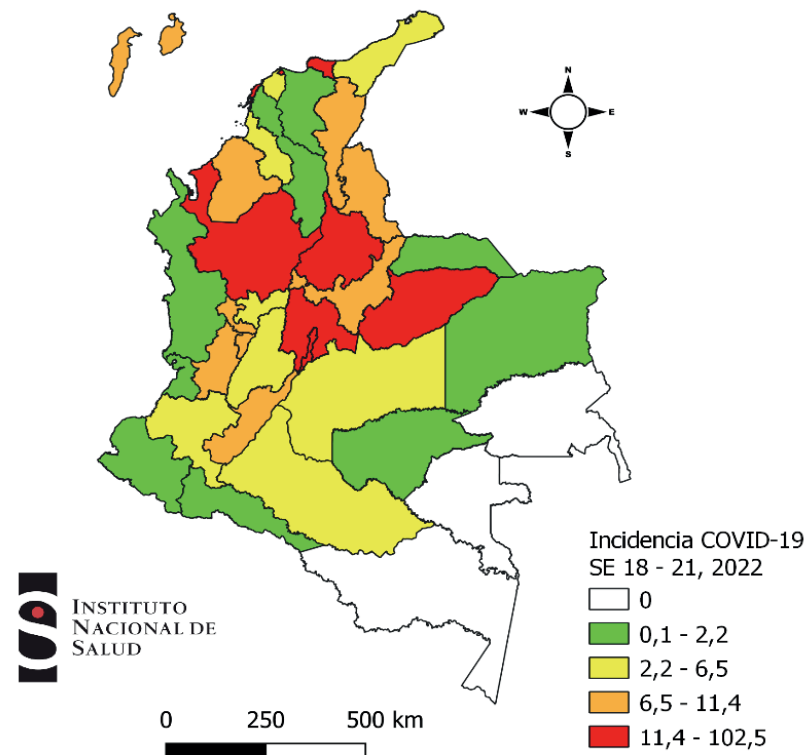 N
W
E
S
Incidencia COVID-19
SE 18 - 21, 2022
0
0,1 - 2,2
2,2 - 6,5
6,5 - 11,4
11,4 - 102,5
INSTITUTO
NACIONAL DE
SALUD
0 250 500 km